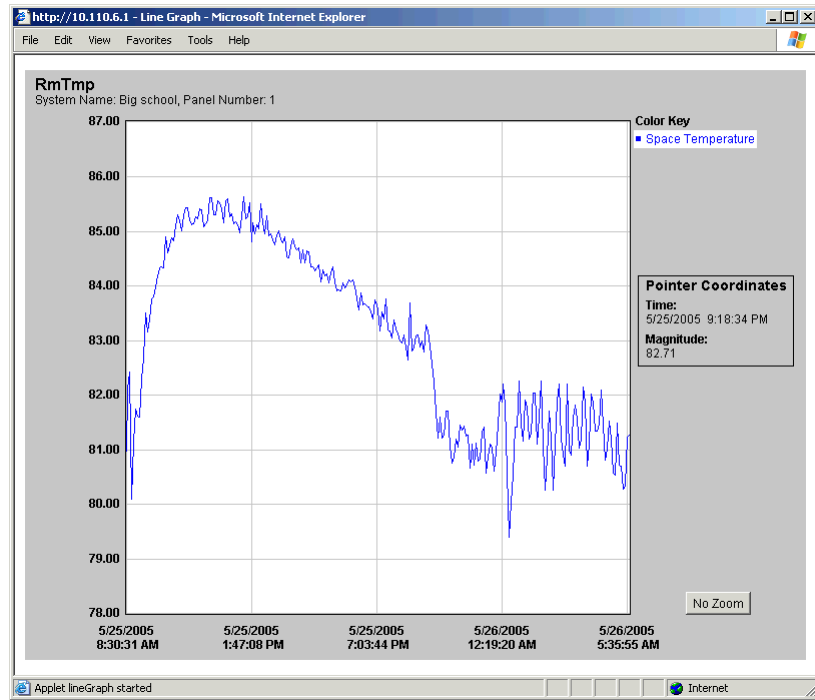 http://10.110.6.1 - Line Graph - Microsoft Internet Explorer
File Edit View Favorites Tools Help
RmTmp
System Name: Big school, Panel Number: 1
87.00
86.00
85.00
84.00
83.00
82.00
81.00
80.00
79.00
78.00
5/25/2005 5/25/2005 5/25/2005 5/26/2005 5/26/2005
8:30:31 AM 1:47:08 PM 7:03:44 PM 12:19:20 AM 5:35:55 AM
Color Key
Space Temperature
Pointer Coordinates
Time:
5/25/2005 9:18:34 PM
Magnitude:
82.71
No Zoom
Applet lineGraph started
Internet